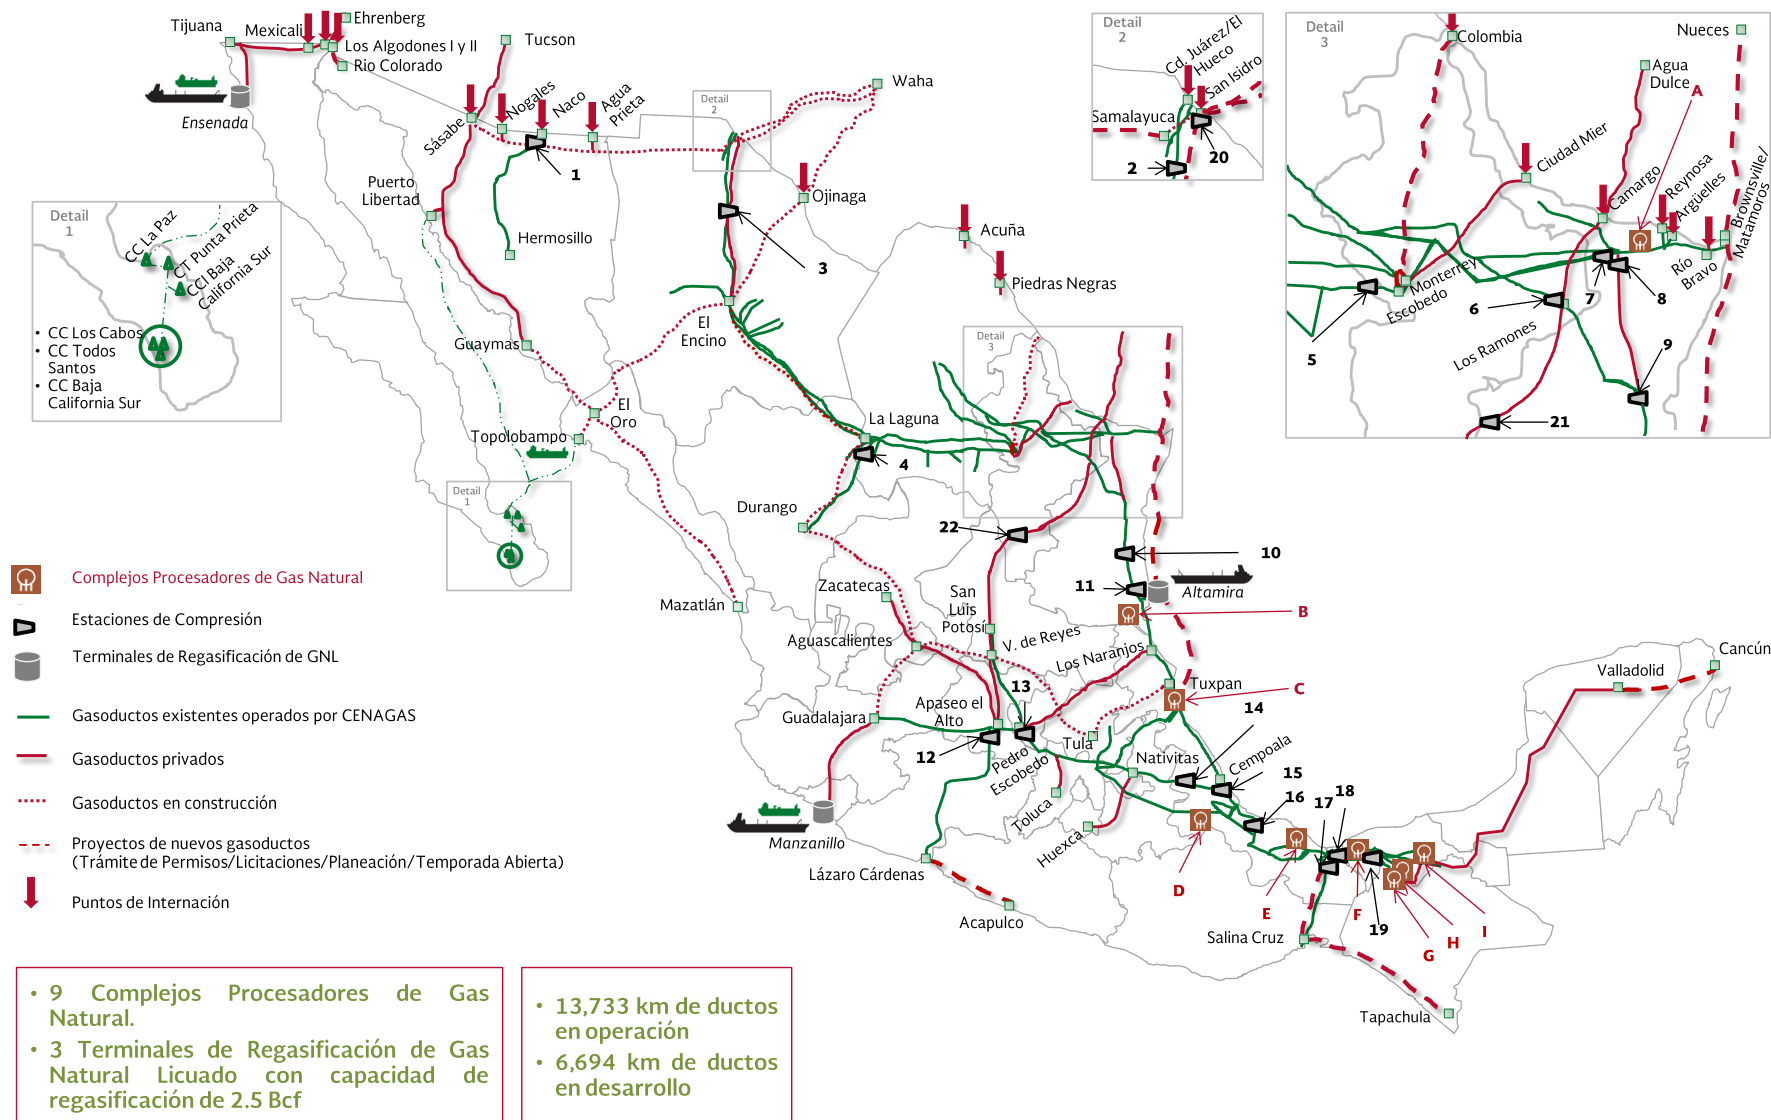 Tijuana
Mexicali
Ehrenberg
Los Algodones I y II
Rio Colorado
Tucson
Ensenada
Sásabe
Nogales
Naco
Agua
Prieta
Waha
Detail
2
1
Puerto
Libertad
Hermosillo
Ojinaga
3
Acuña
Piedras Negras
Detail
2
Cd. Juárez/El
Hueco
San Isidro
Samalayuca
2
20
Detail
3
Colombia
Nueces
Agua
Dulce
A
Ciudad Mier
Camargo
Reynosa
Argüelles
Brownsville/
Matamoros
Río
Bravo
Monterrey
Escobedo
6
7
8
5
Los Ramones
9
21
Detail
1
CC La Paz
CT Punta Prieta
CCI Baja
California Sur
• CC Los Cabos
• CC Todos
Santos
• CC Baja
California Sur
Guaymas
El
Encino
El
Oro
Topolobampo
Detail
1
Detail
3
La Laguna
4
Durango
22
10
11
Altamira
B
Mazatlán
Zacatecas
San
Luis
Potosí
Aguascalientes
V. de Reyes
Los Naranjos
Tuxpan
C
13
14
Guadalajara
Apaseo el
Alto
12
Pedro
Escobedo
Tula
Nativitas
Cempoala
15
16
17
18
Toluca
Huexca
Manzanillo
Lázaro Cárdenas
Acapulco
D
E
F
19
G
H
I
Salina Cruz
Tapachula
Valladolid
Cancún
Complejos Procesadores de Gas Natural
Estaciones de Compresión
Terminales de Regasificación de GNL
Gasoductos existentes operados por CENAGAS
Gasoductos privados
Gasoductos en construcción
Proyectos de nuevos gasoductos
(Trámite de Permisos/Licitaciones/Planeación/Temporada Abierta)
Puntos de Internación
• 9 Complejos Procesadores de Gas
Natural.
• 3 Terminales de Regasificación de Gas
Natural Licuado con capacidad de
regasificación de 2.5 Bcf
• 13,733 km de ductos
en operación
• 6,694 km de ductos
en desarrollo